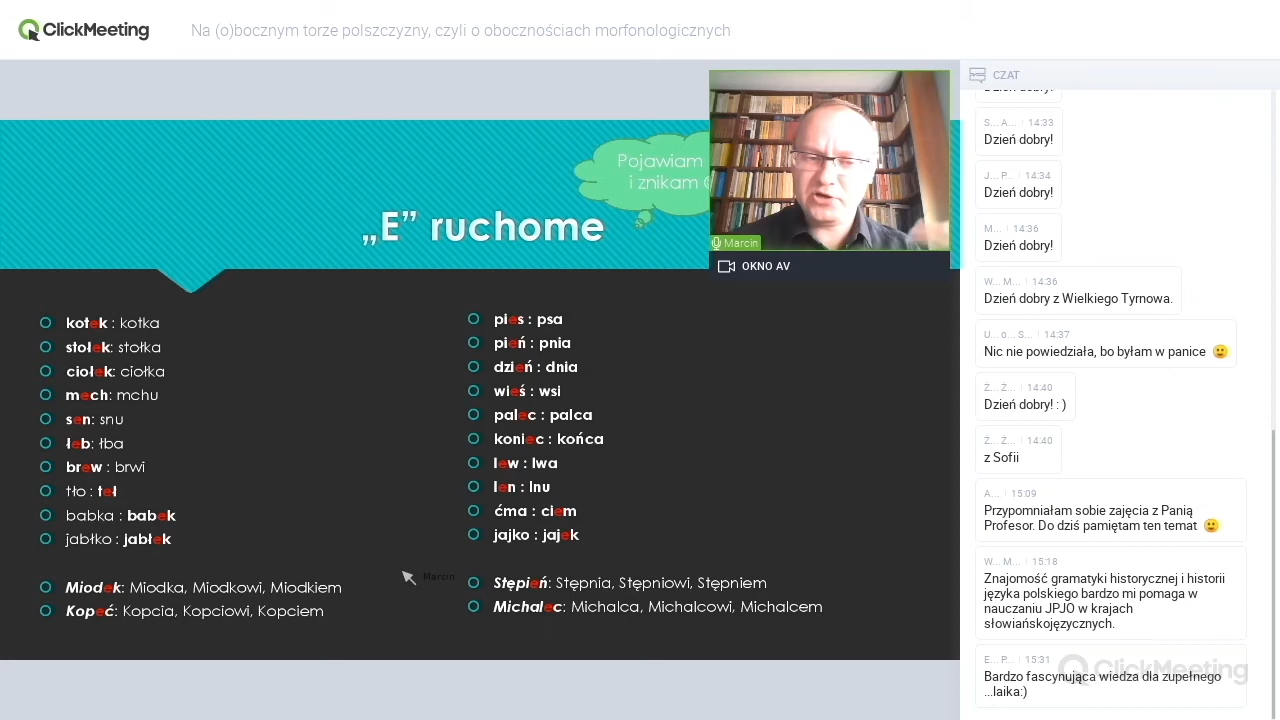 ClickMeeting
Na (o)bocznym torze polszczyzny, czyli o obocznościach morfonologicznych
Pojawiam
i znikam
„E” ruchome
Marcin
OKNO AV
kotek : kotka
stołek: stołka
ciołek: ciołka
mech: mchu
sen: snu
łeb: łba
brew : brwi
tło : teł
babka : babek
jabłko : jabłek
Miodek: Miodka, Miodkowi, Miodkiem
Kopeć: Kopcia, Kopciowi, Kopciem
pies : psa
pień : pnia
dzień : dnia
wieś : wsi
palec : palca
koniec : końca
lew : lwa
len : lnu
ćma : ciem
jajko : jajek
Stępień: Stępnia, Stępniowi, Stępniem
Michalec: Michalca, Michalcowi, Michalcem
Marcin
CZAT
Dzień dobry!
S... A... 14:33
Dzień dobry!
J... P... 14:34
Dzień dobry!
M... 14:36
Dzień dobry!
W... M... 14:36
Dzień dobry z Wielkiego Tyrnowa.
U... o... S... 14:37
Nic nie powiedziała, bo byłam w panice
Ż... Ż... 14:40
Dzień dobry! : )
Ż... Ż... 14:40
z Sofii
A... 15:09
Przypomniałam sobie zajęcia z Panią
Profesor. Do dziś pamiętam ten temat
W... M... 15:18
Znajomość gramatyki historycznej i historii
języka polskiego bardzo mi pomaga w
nauczaniu JPJO w krajach
słowiańskojęzycznych.
E... P... 15:31
Bardzo fascynująca wiedza dla zupełnego
...laika:)
ClickMeeting